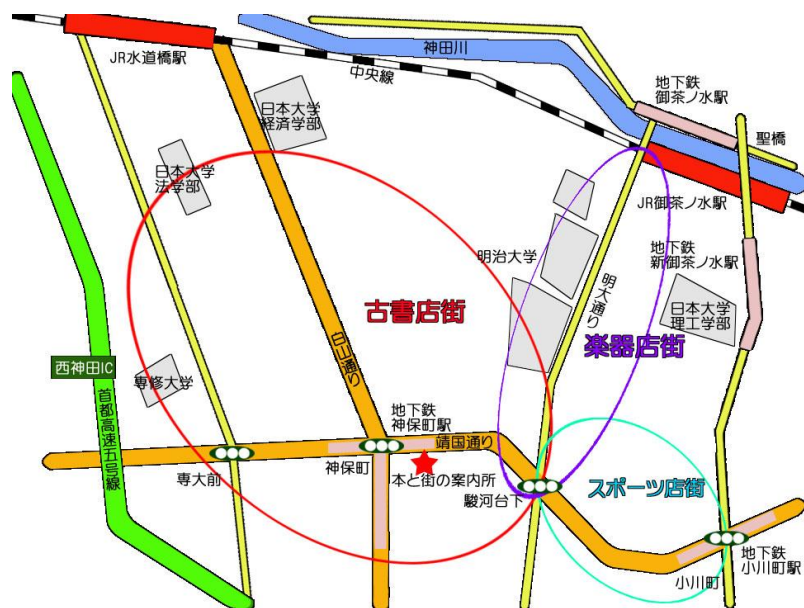 JR水道橋駅
神田川
中央線
地下鉄
御茶ノ水駅
聖橋
日本大学
経済学部
日本大学
法学部
JR御茶ノ水駅
明治大学
明大通り
地下鉄
新御茶ノ水駅
日本大学
理工学部
古書店街
楽器店街
白山通り
西神田IC
首都高速五号線
専修大学
地下鉄
神保町駅
靖国通り
専大前
神保町
本と街の案内所
駿河台下
スポーツ店街
地下鉄
小川町駅
小川町